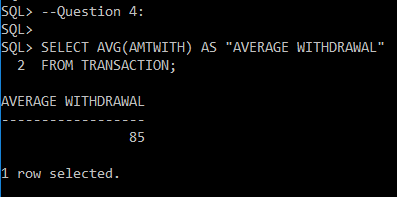 SQL> --Question 4:
SQL>
SQL> SELECT AVG(AMTWITH) AS "AVERAGE WITHDRAWAL"
  2  FROM TRANSACTION;

AVERAGE WITHDRAWAL
------------------
                85

1 row selected.